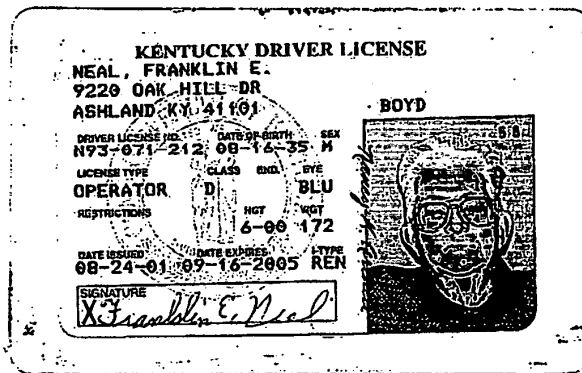 KENTUCKY DRIVER LICENSE
NEAL, FRANKLIN E.
9220 OAK HILL DR
ASHLAND KY 41101
BOYD
DRIVER LICENSE NO. DATE OF BIRTH SEX
N93-071-212 08-16-35 M
LICENSE TYPE CLASS END. EYE
OPERATOR D BLU
RESTRICTIONS HGT WGT
6-00 172
DATE ISSUED DATE EXPIRES I-TYPE
08-24-01 09-16-2005 REN
SIGNATURE
X Franklin E. Neal